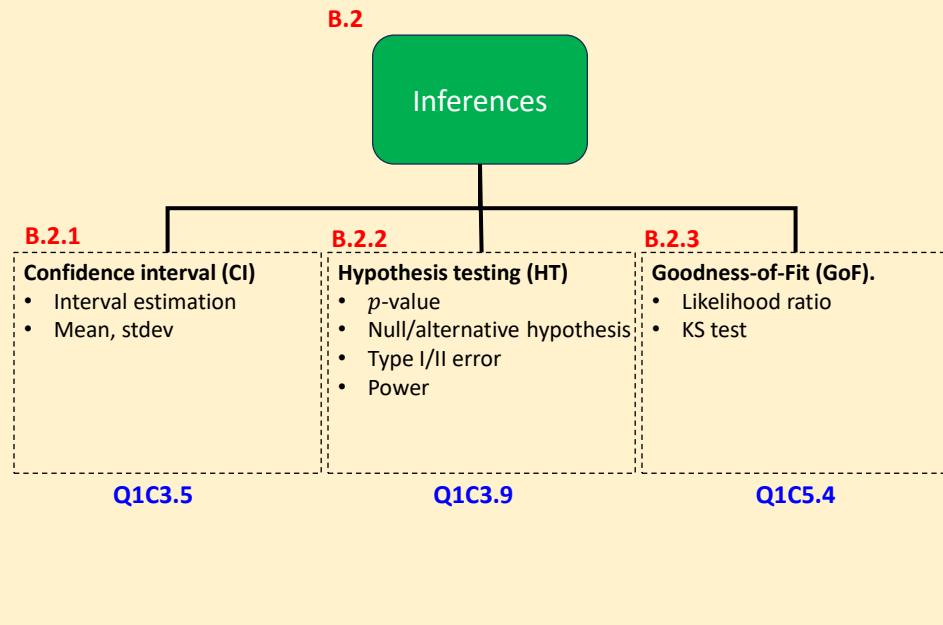 B.2
Inferences
B.2.1
Confidence interval (CI)
• Interval estimation
• Mean, stdev
Q1C3.5
B.2.2
Hypothesis testing (HT)
• 𝑝-value
• Null/alternative hypothesis
• Type I/II error
• Power
Q1C3.9
B.2.3
Goodness-of-Fit (GoF).
• Likelihood ratio
• KS test
Q1C5.4